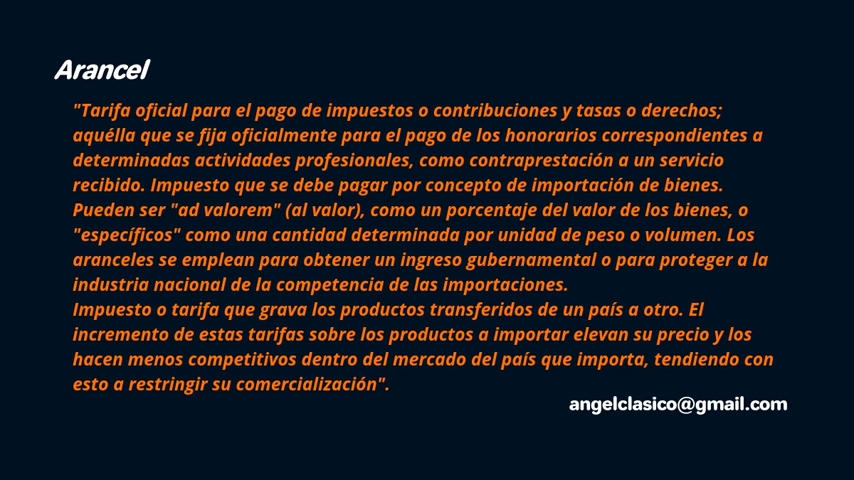 Arancel
"Tarifa oficial para el pago de impuestos o contribuciones y tasas o derechos;
aquélla que se fija oficialmente para el pago de los honorarios correspondientes a
determinadas actividades profesionales, como contraprestación a un servicio
recibido. Impuesto que se debe pagar por concepto de importación de bienes.
Pueden ser "ad valorem" (al valor), como un porcentaje del valor de los bienes, o
"específicos" como una cantidad determinada por unidad de peso o volumen. Los
aranceles se emplean para obtener un ingreso gubernamental o para proteger a la
industria nacional de la competencia de las importaciones.
Impuesto o tarifa que grava los productos transferidos de un país a otro. El
incremento de estas tarifas sobre los productos a importar elevan su precio y los
hacen menos competitivos dentro del mercado del país que importa, tendiendo con
esto a restringir su comercialización".
angelclasico@gmail.com